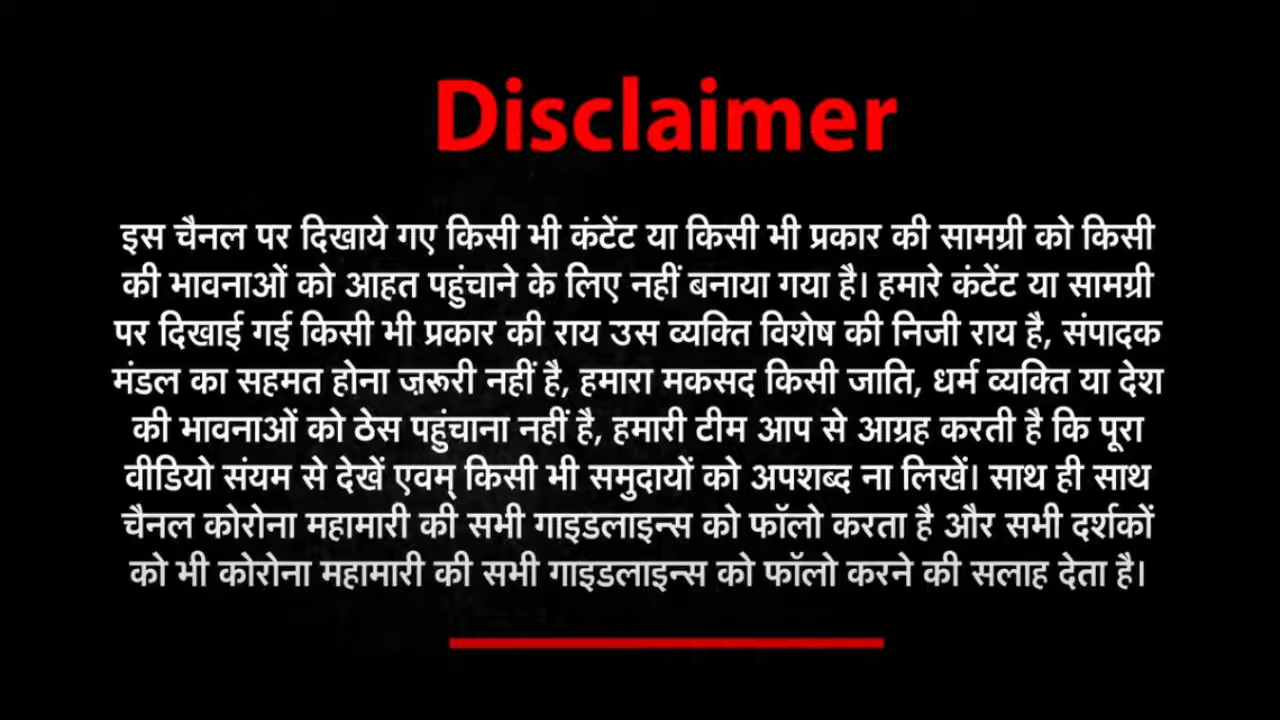 Disclaimer
इस चैनल पर दिखाये गए किसी भी कंटेंट या किसी भी प्रकार की सामग्री को किसी
की भावनाओं को आहत पहुंचाने के लिए नहीं बनाया गया है। हमारे कंटेंट या सामग्री
पर दिखाई गई किसी भी प्रकार की राय उस व्यक्ति विशेष की निजी राय है, संपादक
मंडल का सहमत होना ज़रूरी नहीं है, हमारा मकसद किसी जाति, धर्म व्यक्ति या देश
की भावनाओं को ठेस पहुंचाना नहीं है, हमारी टीम आप से आग्रह करती है कि पूरा
वीडियो संयम से देखें एवम् किसी भी समुदायों को अपशब्द ना लिखें। साथ ही साथ
चैनल कोरोना महामारी की सभी गाइडलाइन्स को फॉलो करता है और सभी दर्शकों
को भी कोरोना महामारी की सभी गाइडलाइन्स को फॉलो करने की सलाह देता है।